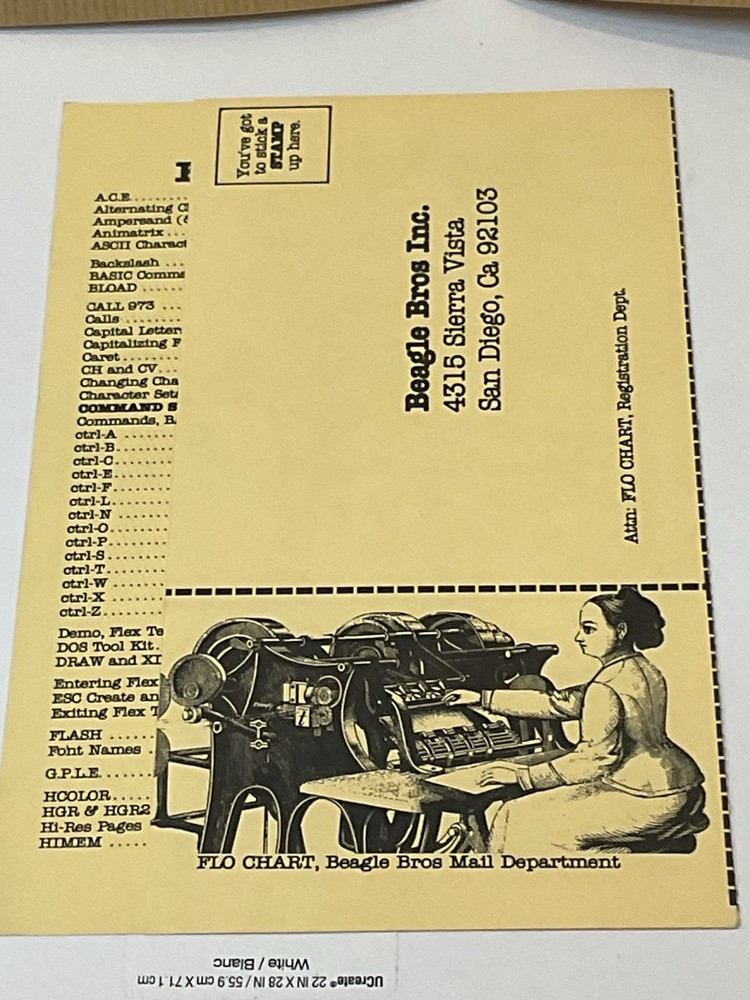 You've got
to stick a
STAMP
up here.
Beagle Bros Inc.
4315 Sierra Vista
San Diego, Ca 92103
Attn: FLO CHART, Registration Dept.
A.C.E.........
Alternating
Ampersand
Animatrix...
ASCII
Backslash ...
BASIC
BLOAD ......
CALL 973 ...
Calls .........
Capital Letter
Capitalizing F
Caret.........
CH and CV...
Changing
Character
COMMAND S
Commands,
ctrl-A ........
ctrl-B.........
ctrl-C.........
ctrl-E.........
ctrl-F.........
ctrl-L.........
ctrl-N ........
ctrl-O.........
ctrl-P.........
ctrl-S.........
ctrl-T.........
ctrl-W ........
ctrl-X ........
ctrl-Z.........
Demo, Flex Te
DOS Tool Kit.
DRAW and
Entering Flex
ESC Create an
Exiting Flex T
FLASH ......
Font Names .
G.P.L.E.......
HCOLOR.....
HGR & HGR2
Hi-Res Pages
HIMEM .....
FLO CHART, Beagle Bros Mail Department
UCreate® 22 IN X 28 IN / 55.9 cm X 71.1 cm
White / Blanc